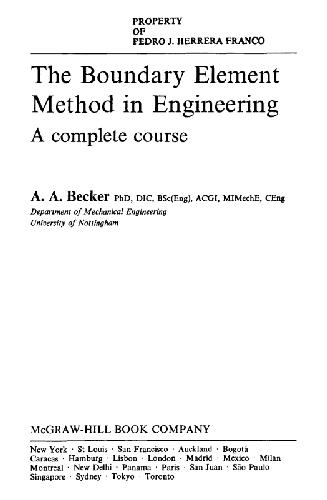 PROPERTY
OF
PEDRO J. HERRERA FRANCO
The Boundary Element
Method in Engineering
A complete course
A. A. Becker PhD, DIC, BSc(Eng), ACGI, MIMechE, CEng
Department of Mechanical Engineering
University of Nottingham
McGRAW-HILL BOOK COMPANY
New York · St Louis · San Francisco · Auckland · Bogotá
Caracas · Hamburg · Lisbon · London · Madrid · Mexico · Milan
Montreal · New Delhi · Panama · Paris · San Juan · São Paulo
Singapore · Sydney · Tokyo · Toronto